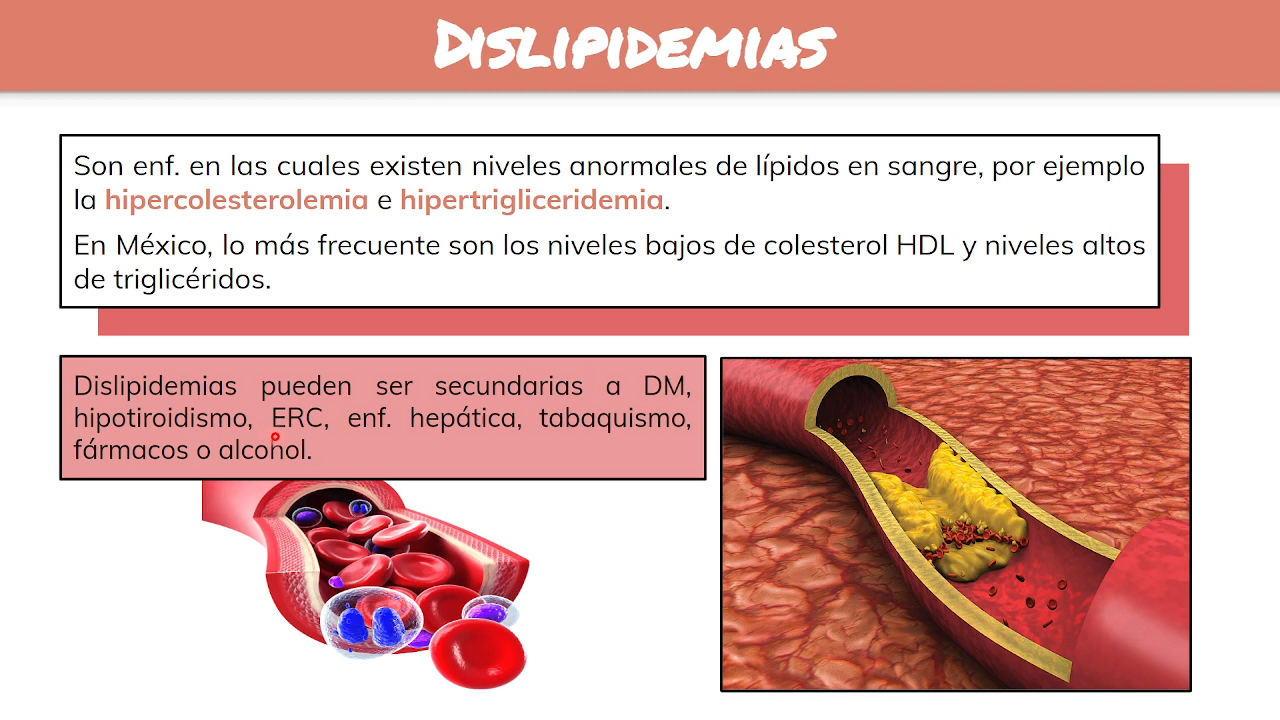 DISLIPIDEMIAS
Son enf. en las cuales existen niveles anormales de lípidos en sangre, por ejemplo
la hipercolesterolemia e hipertrigliceridemia.
En México, lo más frecuente son los niveles bajos de colesterol HDL y niveles altos
de triglicéridos.
Dislipidemias pueden ser secundarias a DM,
hipotiroidismo, ERC, enf. hepática, tabaquismo,
fármacos o alcohol.